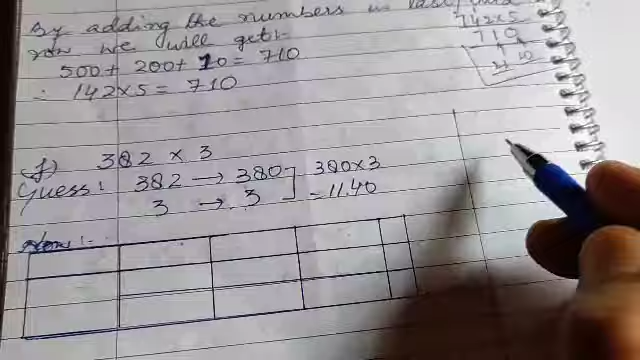 By adding the numbers in last
row we will get:-
500 + 200 + 10 = 710
∴ 142×5 = 710
142×5
710
f) 382 × 3
Guess: 382 → 380 ] 380×3
3 → 3 = 1140
Now:-